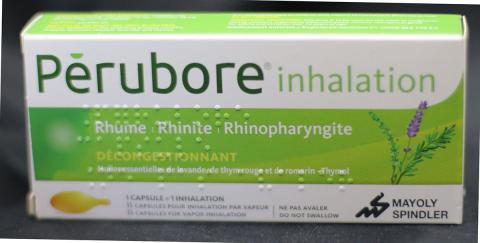 Pērubore® inhalation
Rhume • Rhinite • Rhinopharyngite
DÉCONGESTIONNANT
Huiles essentielles de lavande, de thym rouge et de romarin - Thymol
1 CAPSULE = 1 INHALATION
15 CAPSULES POUR INHALATION PAR VAPEUR
15 CAPSULES FOR VAPOR INHALATION
NE PAS AVALER
DO NOT SWALLOW
MAYOLY
SPINDLER